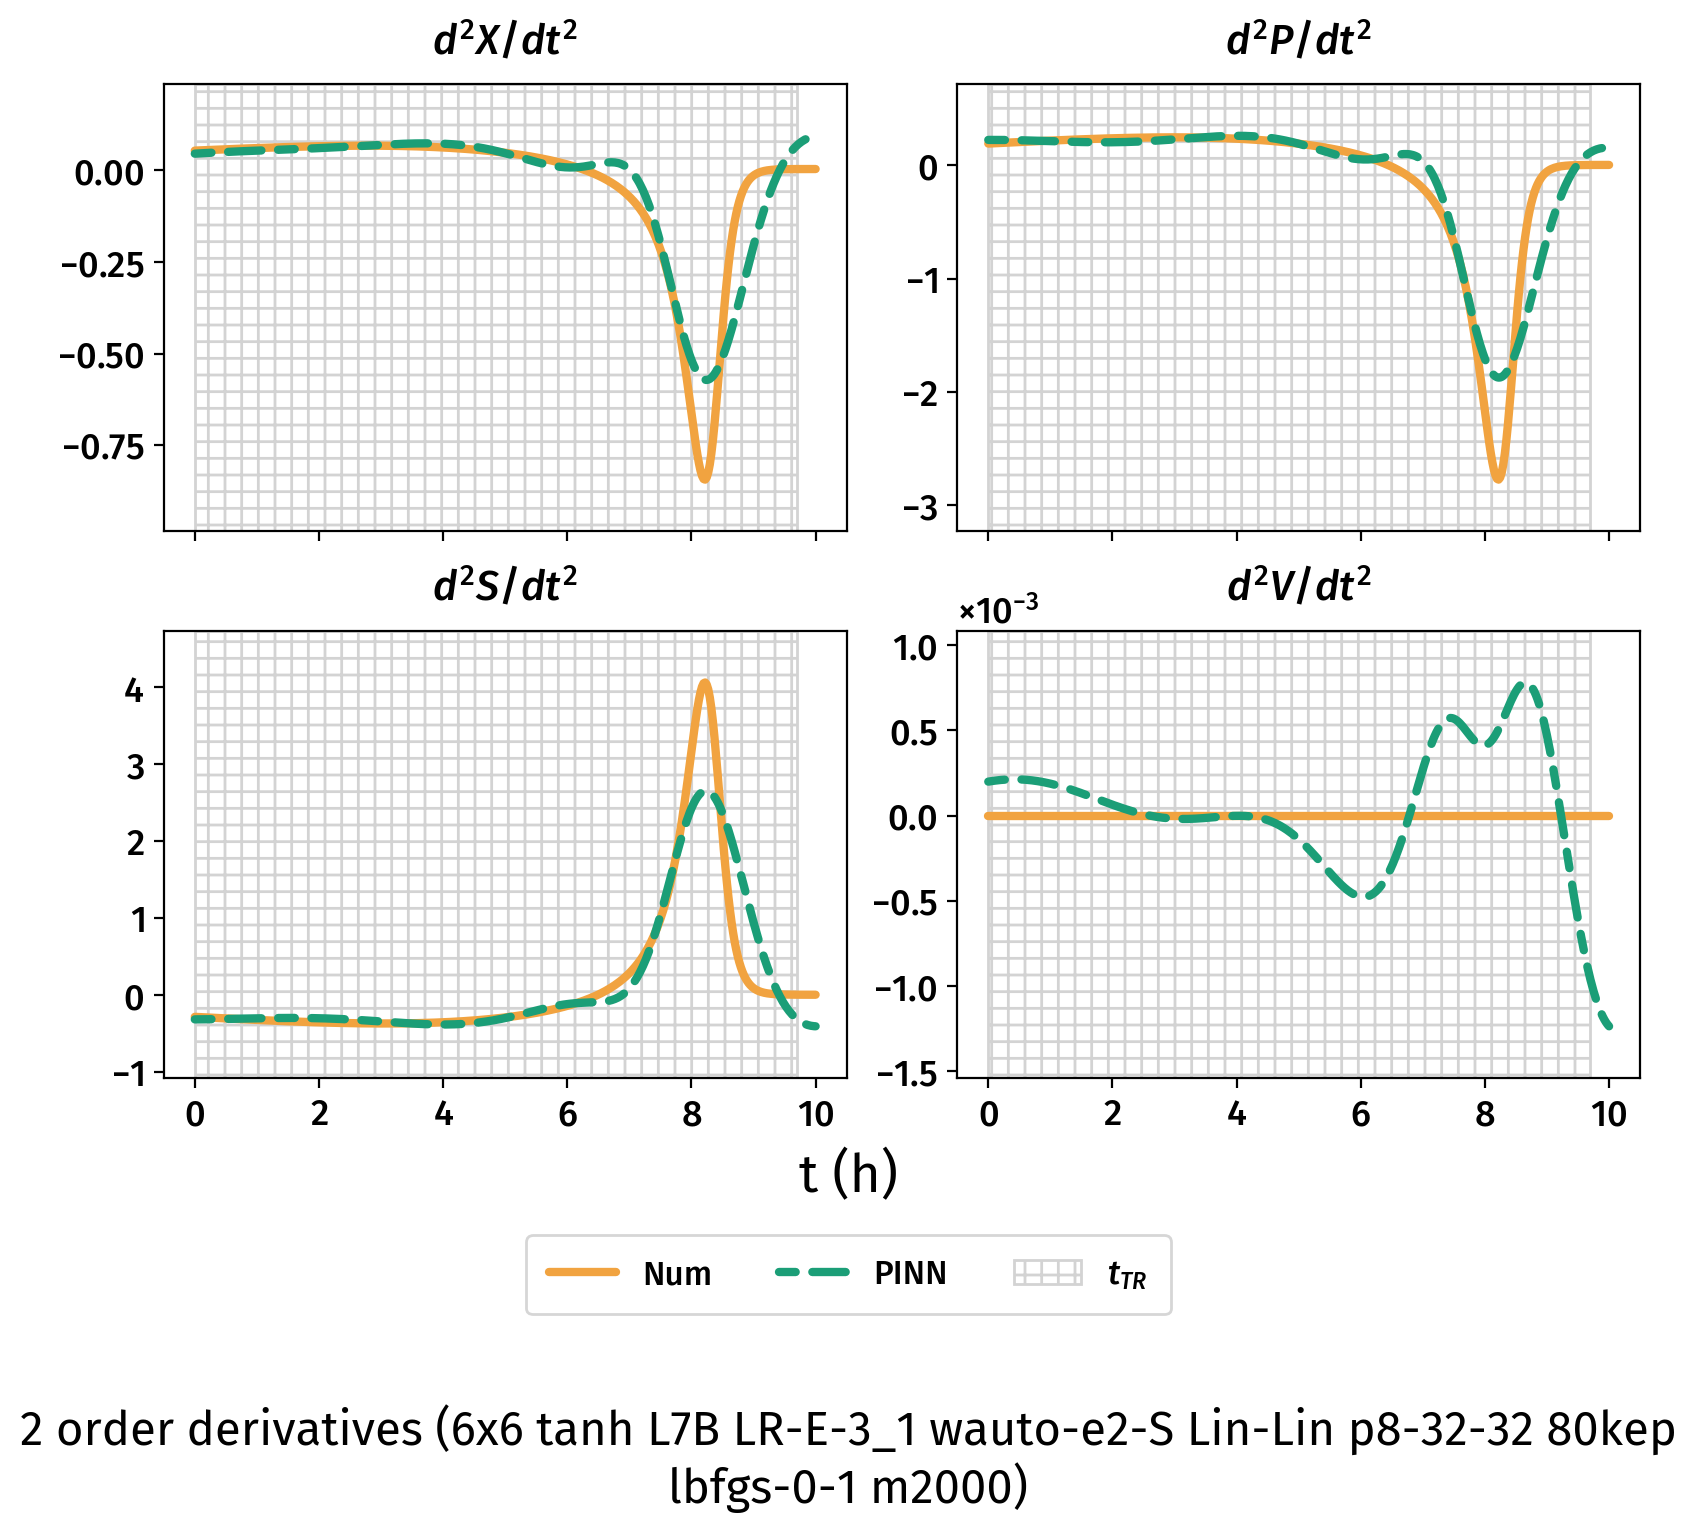 d²X/dt²
d²P/dt²
0.00
−0.25
−0.50
−0.75
0
−1
−2
−3
d²S/dt²
d²V/dt²
×10⁻³
4
3
2
1
0
−1
1.0
0.5
0.0
−0.5
−1.0
−1.5
0 2 4 6 8 10
0 2 4 6 8 10
t (h)
Num PINN t_TR
2 order derivatives (6x6 tanh L7B LR-E-3_1 wauto-e2-S Lin-Lin p8-32-32 80kep
lbfgs-0-1 m2000)